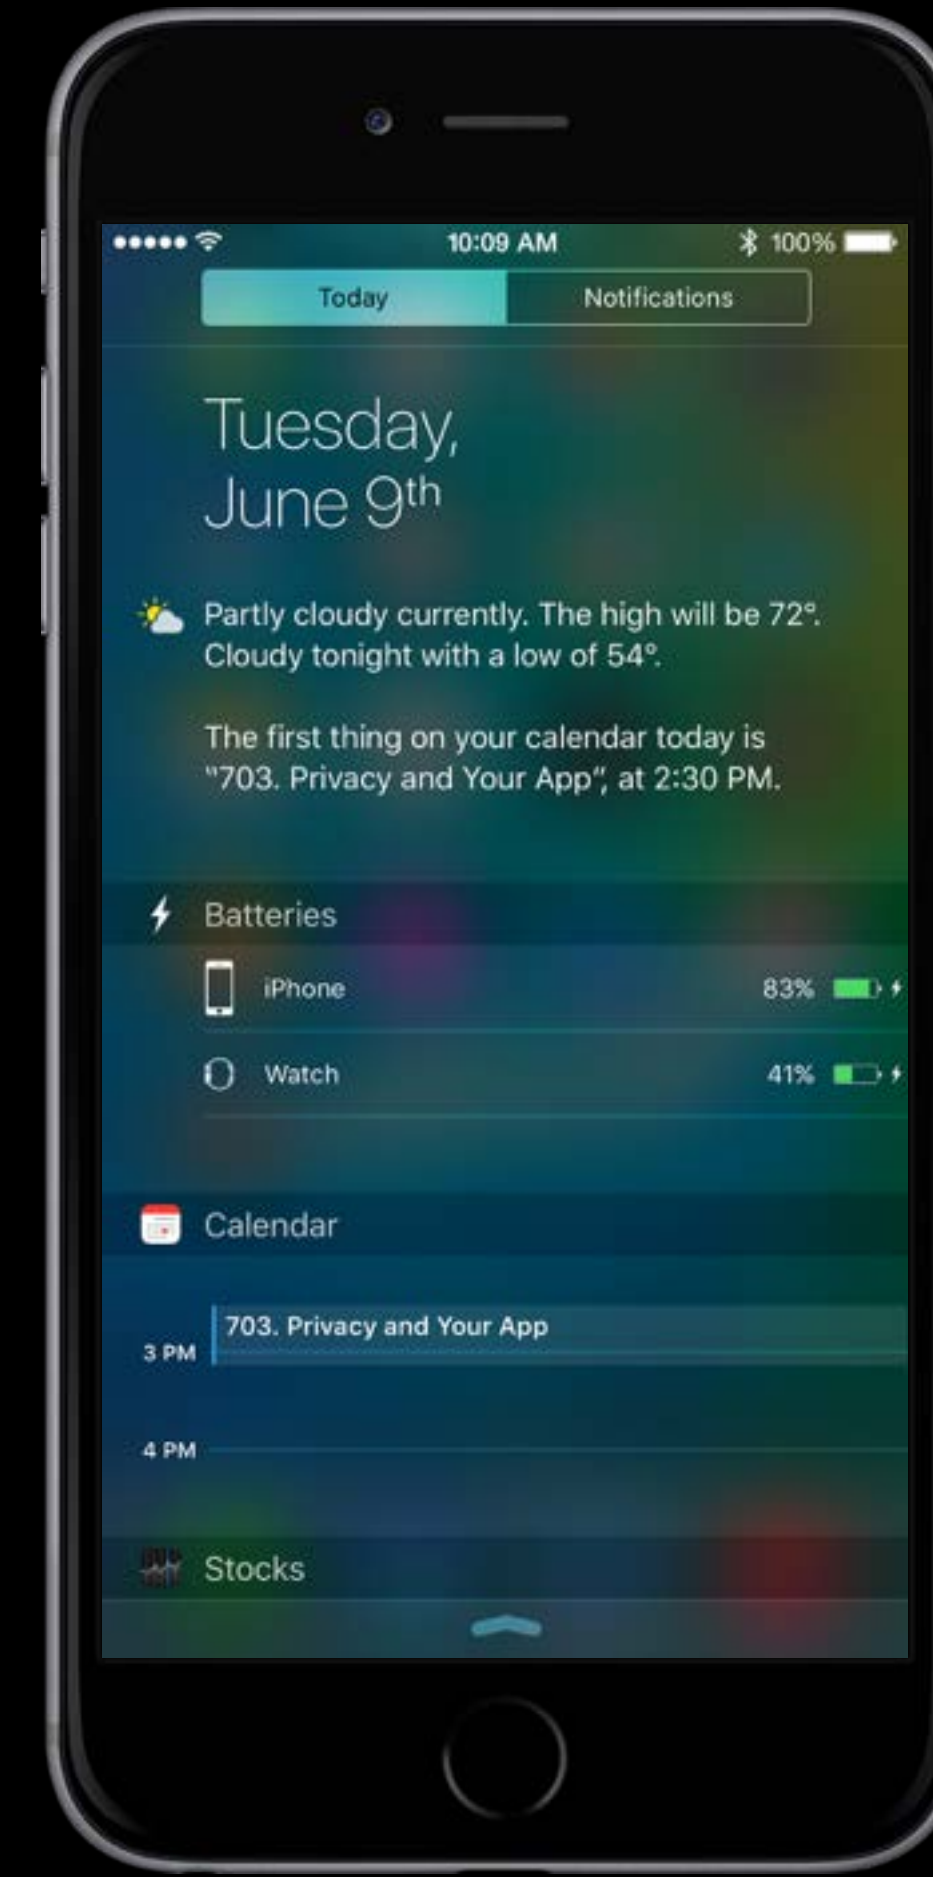 10:09 AM 100%
Today Notifications
Tuesday,
June 9th
Partly cloudy currently. The high will be 72°.
Cloudy tonight with a low of 54°.
The first thing on your calendar today is
"703. Privacy and Your App", at 2:30 PM.
Batteries
iPhone 83%
Watch 41%
Calendar
703. Privacy and Your App
3 PM
4 PM
Stocks